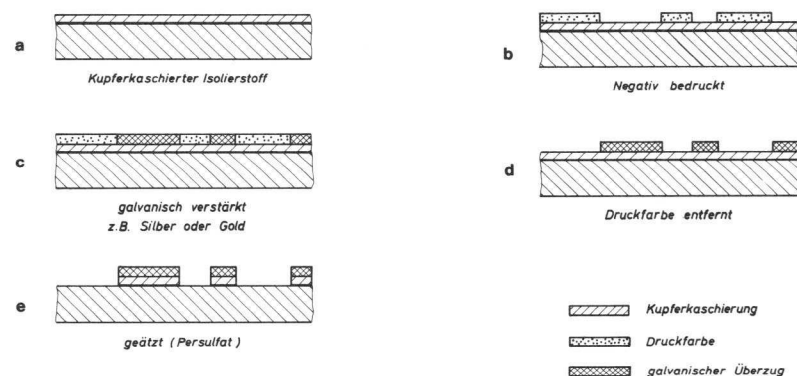 a
Kupferkaschierter Isolierstoff
b
Negativ bedruckt
c
galvanisch verstärkt
z.B. Silber oder Gold
d
Druckfarbe entfernt
e
geätzt (Persulfat)
Kupferkaschierung
Druckfarbe
galvanischer Überzug